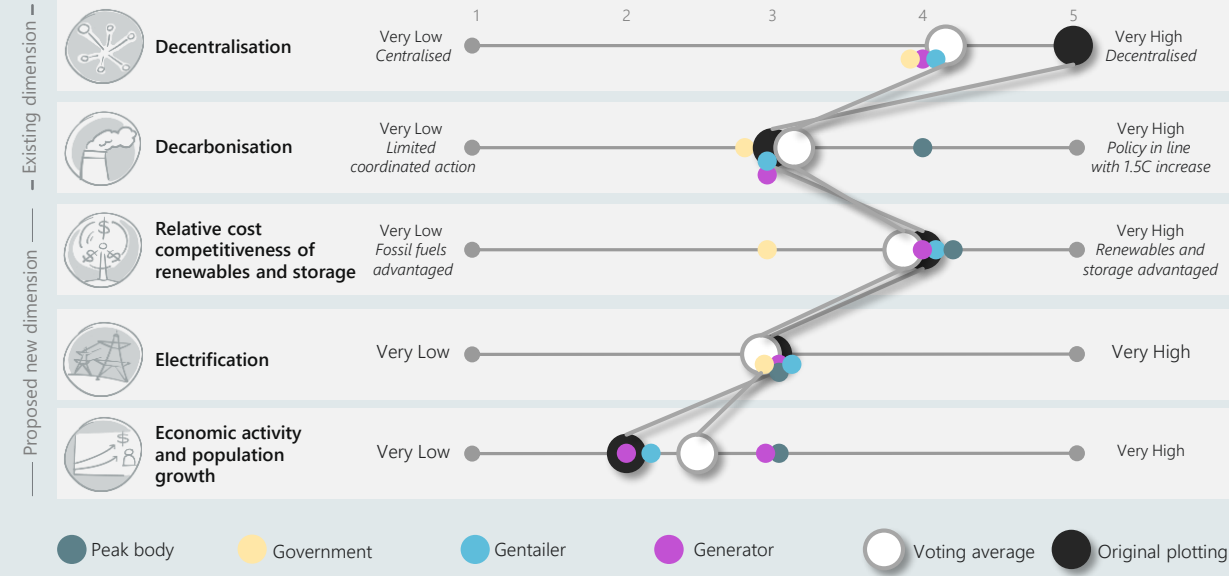 1 2 3 4 5
Existing dimension
Decentralisation
Very Low
Centralised
Very High
Decentralised
Decarbonisation
Very Low
Limited
coordinated action
Very High
Policy in line
with 1.5C increase
Proposed new dimension
Relative cost
competitiveness of
renewables and storage
Very Low
Fossil fuels
advantaged
Very High
Renewables and
storage advantaged
Electrification
Very Low
Very High
Economic activity
and population
growth
Very Low
Very High
Peak body
Government
Gentailer
Generator
Voting average
Original plotting